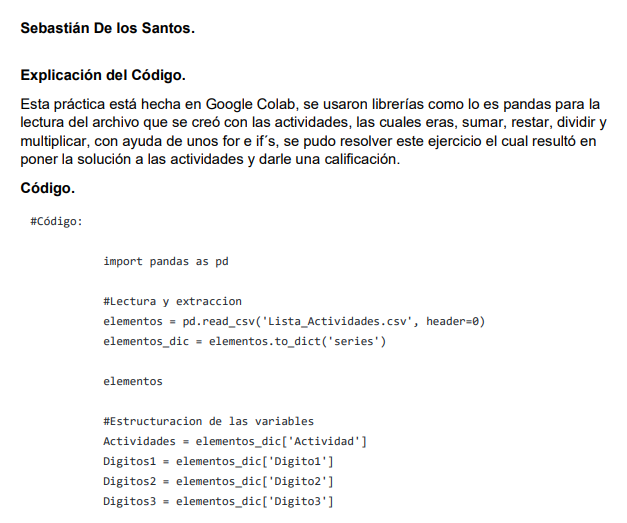 Sebastián De los Santos.
Explicación del Código.
Esta práctica está hecha en Google Colab, se usaron librerías como lo es pandas para la
lectura del archivo que se creó con las actividades, las cuales eras, sumar, restar, dividir y
multiplicar, con ayuda de unos for e if´s, se pudo resolver este ejercicio el cual resultó en
poner la solución a las actividades y darle una calificación.
Código.
#Código:
import pandas as pd
#Lectura y extraccion
elementos = pd.read_csv('Lista_Actividades.csv', header=0)
elementos_dic = elementos.to_dict('series')
elementos
#Estructuracion de las variables
Actividades = elementos_dic['Actividad']
Digitos1 = elementos_dic['Digito1']
Digitos2 = elementos_dic['Digito2']
Digitos3 = elementos_dic['Digito3']